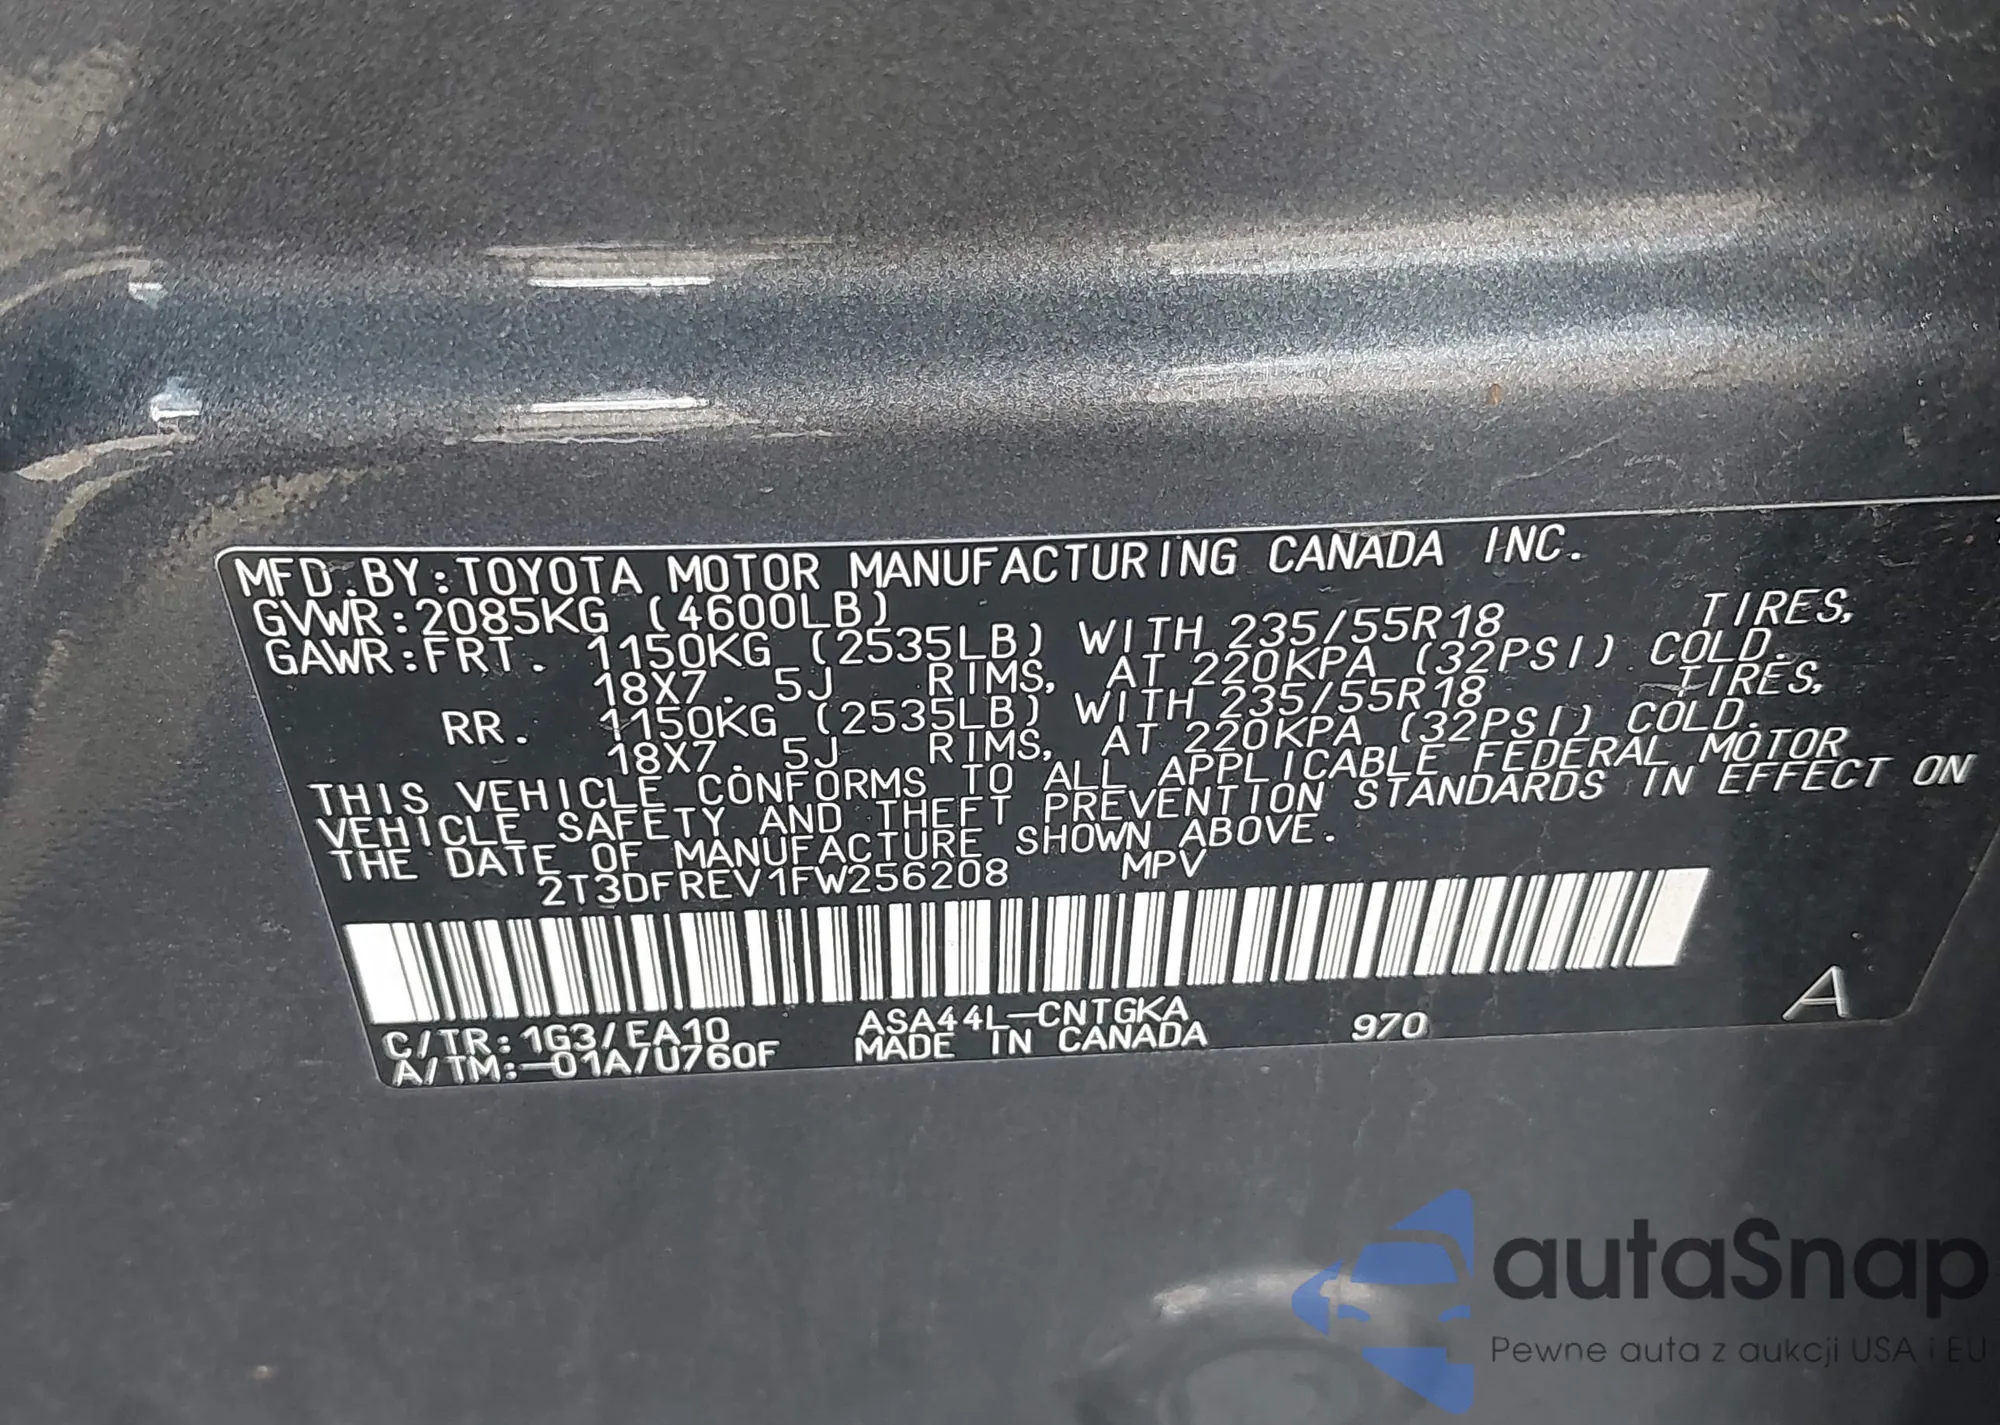 MFD.BY:TOYOTA MOTOR MANUFACTURING CANADA INC.
GVWR:2085KG (4600LB)
GAWR:FRT. 1150KG (2535LB) WITH 235/55R18 TIRES,
18X7. 5J RIMS, AT 220KPA (32PSI) COLD.
RR. 1150KG (2535LB) WITH 235/55R18 TIRES,
18X7. 5J RIMS, AT 220KPA (32PSI) COLD.
THIS VEHICLE CONFORMS TO ALL APPLICABLE FEDERAL MOTOR
VEHICLE SAFETY AND THEFT PREVENTION STANDARDS IN EFFECT ON
THE DATE OF MANUFACTURE SHOWN ABOVE.
2T3DFREV1FW256208 MPV
C/TR:1G3/EA10 ASA44L-CNTGKA 970 A
A/TM:-01A/U760F MADE IN CANADA
autaSnap
Pewne auta z aukcji USA i EU